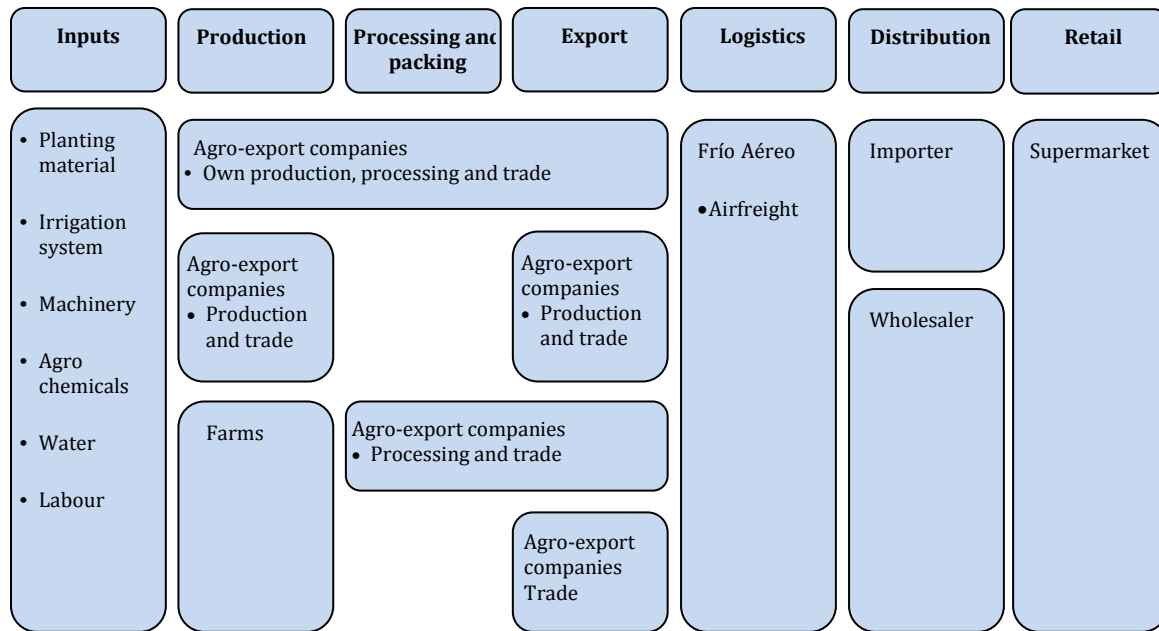 Inputs
Production
Processing and
packing
Export
Logistics
Distribution
Retail
• Planting
material
• Irrigation
system
• Machinery
• Agro
chemicals
• Water
• Labour
Agro-export companies
• Own production, processing and trade
Agro-export
companies
• Production
and trade
Farms
Agro-export
companies
• Production
and trade
Agro-export companies
• Processing and trade
Agro-export
companies
Trade
Frío Aéreo
•Airfreight
Importer
Wholesaler
Supermarket